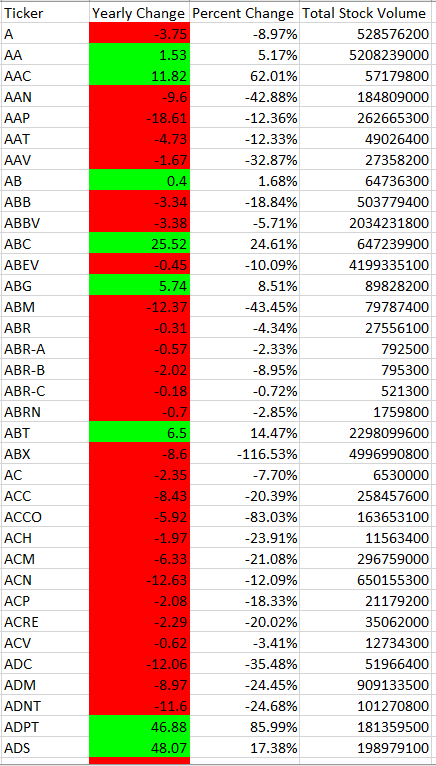 Ticker Yearly Change Percent Change Total Stock Volume
A -3.75 -8.97% 528576200
AA 1.53 5.17% 5208239000
AAC 11.82 62.01% 57179800
AAN -9.6 -42.88% 184809000
AAP -18.61 -12.36% 262665300
AAT -4.73 -12.33% 49026400
AAV -1.67 -32.87% 27358200
AB 0.4 1.68% 64736300
ABB -3.34 -18.84% 503779400
ABBV -3.38 -5.71% 2034231800
ABC 25.52 24.61% 647239900
ABEV -0.45 -10.09% 4199335100
ABG 5.74 8.51% 89828200
ABM -12.37 -43.45% 79787400
ABR -0.31 -4.34% 27556100
ABR-A -0.57 -2.33% 792500
ABR-B -2.02 -8.95% 795300
ABR-C -0.18 -0.72% 521300
ABRN -0.7 -2.85% 1759800
ABT 6.5 14.47% 2298099600
ABX -8.6 -116.53% 4996990800
AC -2.35 -7.70% 6530000
ACC -8.43 -20.39% 258457600
ACCO -5.92 -83.03% 163653100
ACH -1.97 -23.91% 11563400
ACM -6.33 -21.08% 296759000
ACN -12.63 -12.09% 650155300
ACP -2.08 -18.33% 21179200
ACRE -2.29 -20.02% 35062000
ACV -0.62 -3.41% 12734300
ADC -12.06 -35.48% 51966400
ADM -8.97 -24.45% 909133500
ADNT -11.6 -24.68% 101270800
ADPT 46.88 85.99% 181359500
ADS 48.07 17.38% 198979100